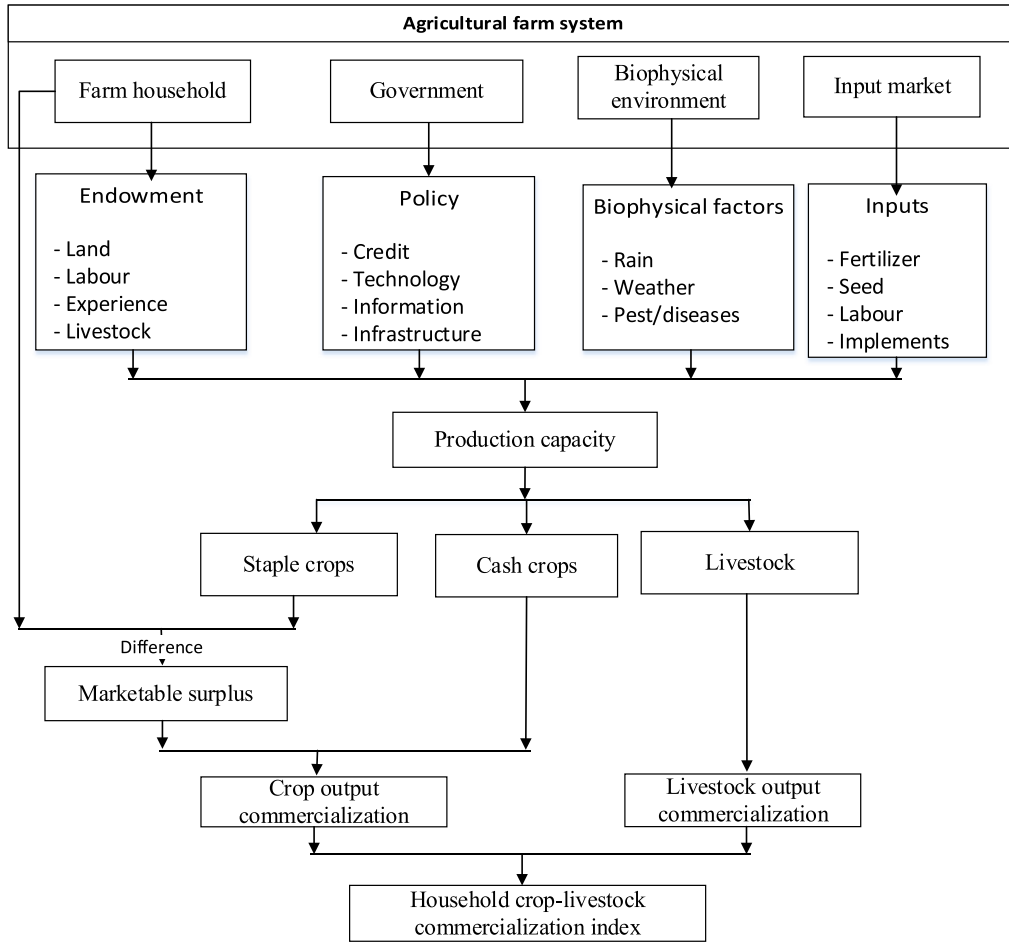 Agricultural farm system
Farm household
Government
Biophysical
environment
Input market
Endowment
- Land
- Labour
- Experience
- Livestock
Policy
- Credit
- Technology
- Information
- Infrastructure
Biophysical factors
- Rain
- Weather
- Pest/diseases
Inputs
- Fertilizer
- Seed
- Labour
- Implements
Production capacity
Staple crops
Cash crops
Livestock
Difference
Marketable surplus
Crop output
commercialization
Livestock output
commercialization
Household crop-livestock
commercialization index